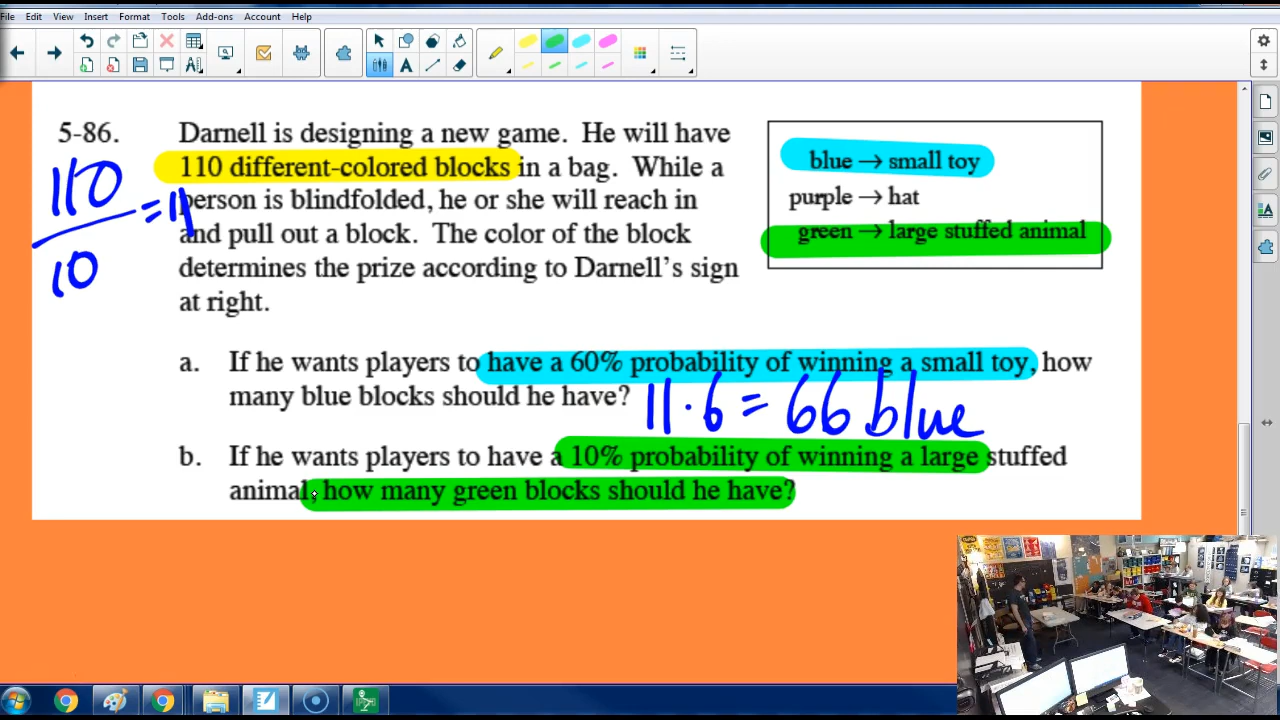 File Edit View Insert Format Tools Add-ons Account Help
5-86. Darnell is designing a new game. He will have
110 different-colored blocks in a bag. While a
person is blindfolded, he or she will reach in
and pull out a block. The color of the block
determines the prize according to Darnell's sign
at right.
110
10
=11
blue → small toy
purple → hat
green → large stuffed animal
a. If he wants players to have a 60% probability of winning a small toy, how
many blue blocks should he have?
11·6=66 blue
b. If he wants players to have a 10% probability of winning a large stuffed
animal, how many green blocks should he have?